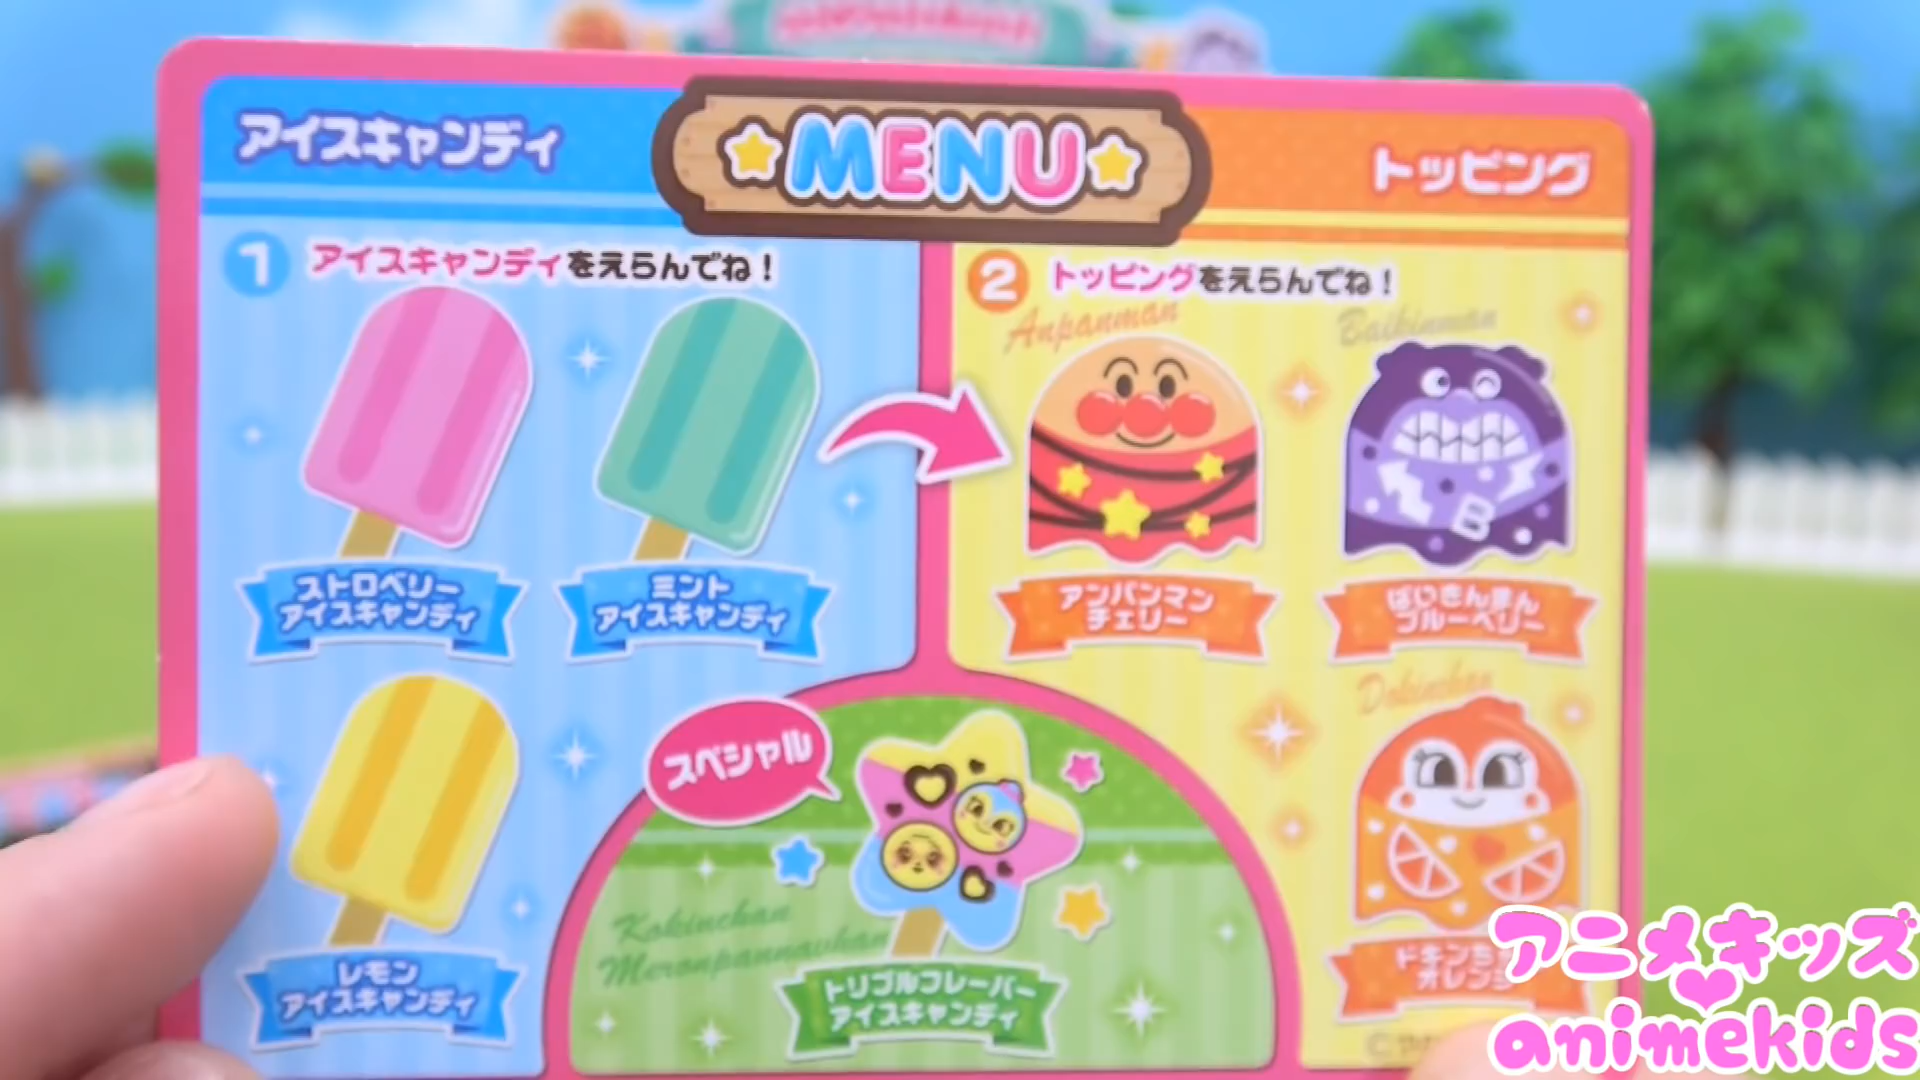 MENU
アイスキャンディ
トッピング
1 アイスキャンディをえらんでね!
2 トッピングをえらんでね!
Anpanman
Baikinman
ストロベリー
アイスキャンディ
ミント
アイスキャンディ
アンパンマン
チェリー
ばいきんまん
ブルーベリー
B
Dokinchan
スペシャル
レモン
アイスキャンディ
Kokinchan
トリプルフレーバー
アイスキャンディ
オレンジ
アニメキッズ
animekids